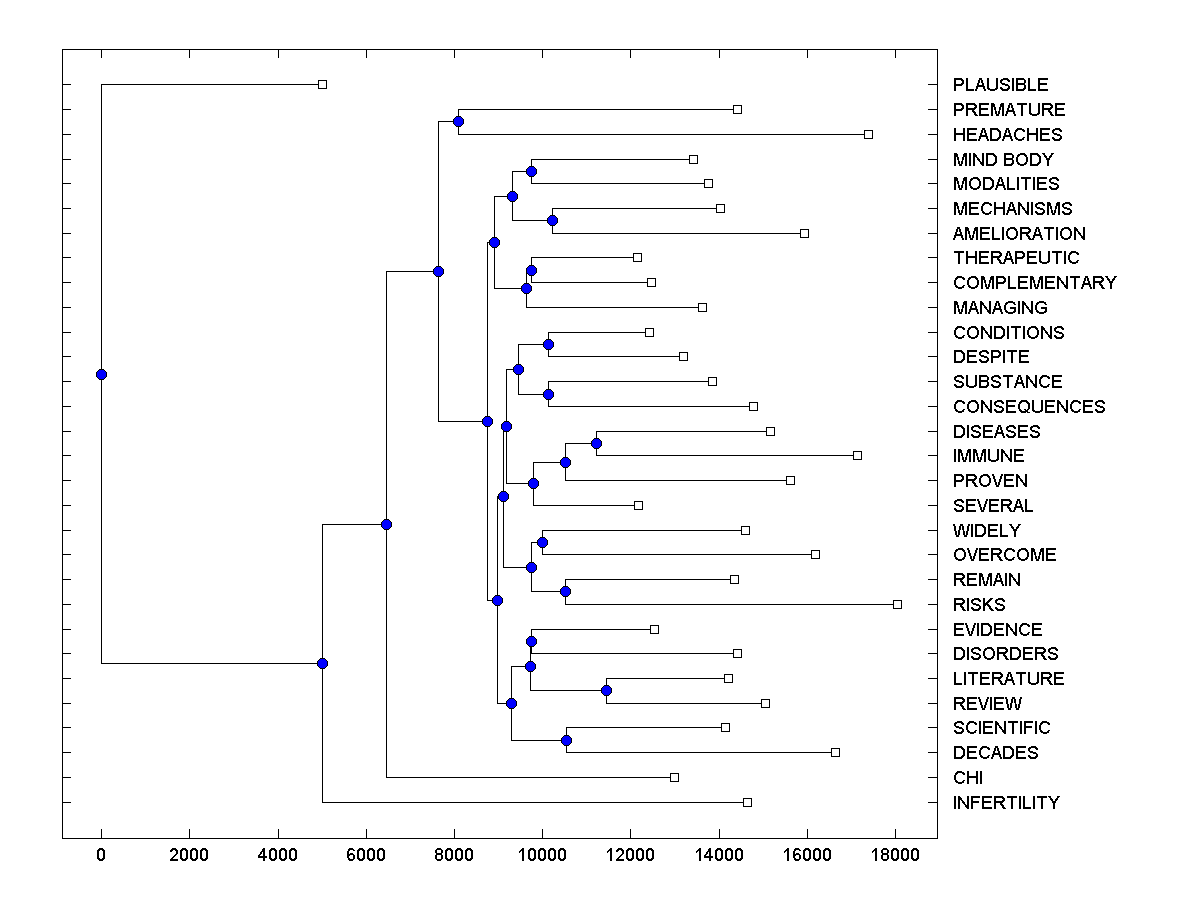 PLAUSIBLE
PREMATURE
HEADACHES
MIND BODY
MODALITIES
MECHANISMS
AMELIORATION
THERAPEUTIC
COMPLEMENTARY
MANAGING
CONDITIONS
DESPITE
SUBSTANCE
CONSEQUENCES
DISEASES
IMMUNE
PROVEN
SEVERAL
WIDELY
OVERCOME
REMAIN
RISKS
EVIDENCE
DISORDERS
LITERATURE
REVIEW
SCIENTIFIC
DECADES
CHI
INFERTILITY
0 2000 4000 6000 8000 10000 12000 14000 16000 18000